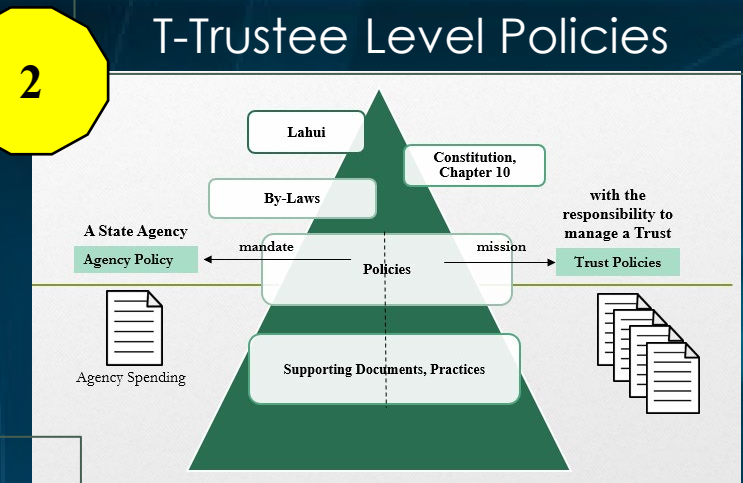 T-Trustee Level Policies
2
Lahui
Constitution,
Chapter 10
By-Laws
with the
responsibility to
manage a Trust
A State Agency
mandate
mission
Agency Policy
Policies
Trust Policies
Agency Spending
Supporting Documents, Practices